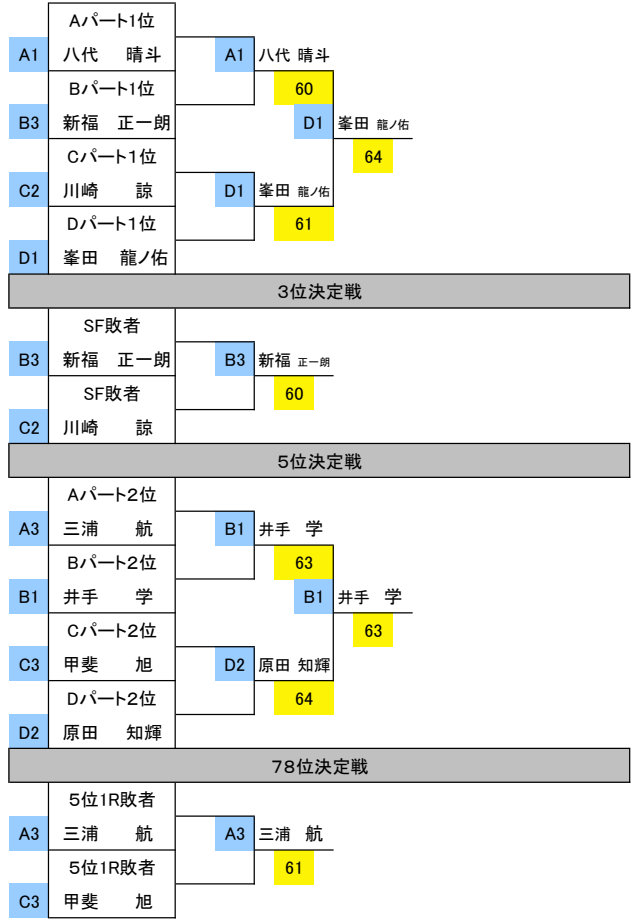 Aパート1位
A1 八代 晴斗 A1 八代 晴斗
Bパート1位 60
B3 新福 正一朗 D1 峯田 龍ノ佑
Cパート1位 64
C2 川崎 諒 D1 峯田 龍ノ佑
Dパート1位 61
D1 峯田 龍ノ佑
3位決定戦
SF敗者
B3 新福 正一朗 B3 新福 正一朗
SF敗者 60
C2 川崎 諒
5位決定戦
Aパート2位
A3 三浦 航 B1 井手 学
Bパート2位 63
B1 井手 学 B1 井手 学
Cパート2位 63
C3 甲斐 旭 D2 原田 知輝
Dパート2位 64
D2 原田 知輝
78位決定戦
5位1R敗者
A3 三浦 航 A3 三浦 航
5位1R敗者 61
C3 甲斐 旭